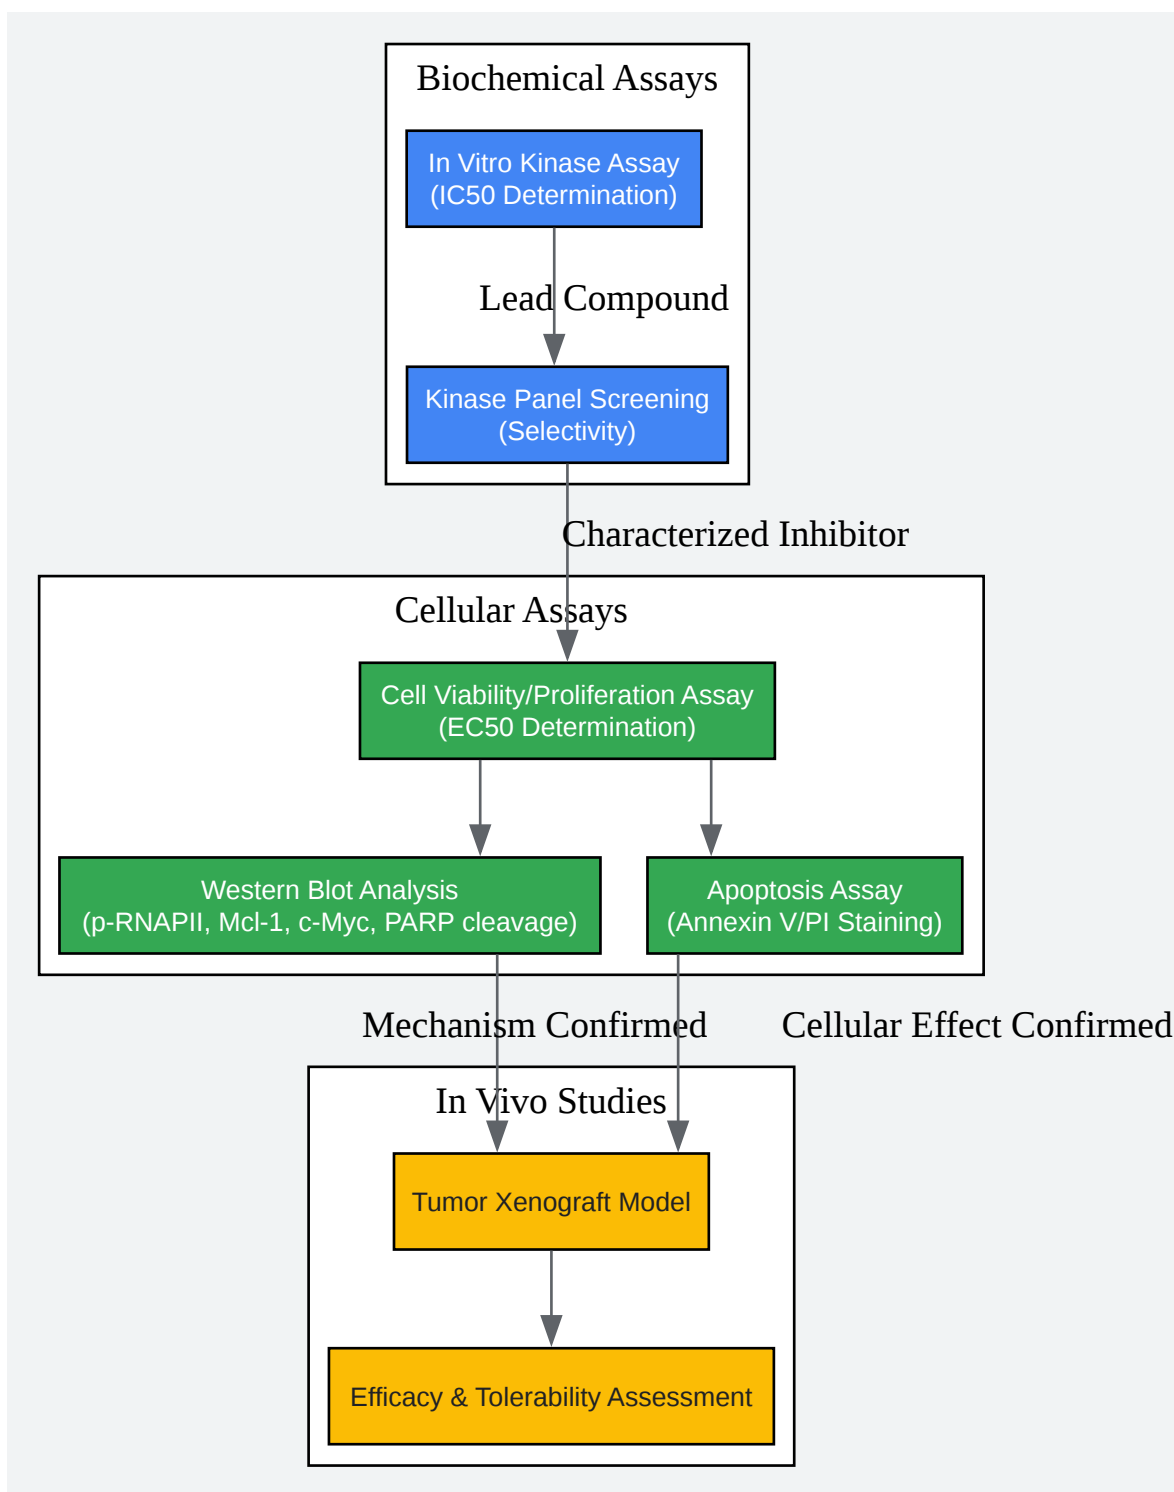 Biochemical Assays
In Vitro Kinase Assay
(IC50 Determination)
Lead Compound
Kinase Panel Screening
(Selectivity)
Characterized Inhibitor
Cellular Assays
Cell Viability/Proliferation Assay
(EC50 Determination)
Western Blot Analysis
(p-RNAPII, Mcl-1, c-Myc, PARP cleavage)
Apoptosis Assay
(Annexin V/PI Staining)
Mechanism Confirmed
Cellular Effect Confirmed
In Vivo Studies
Tumor Xenograft Model
Efficacy & Tolerability Assessment